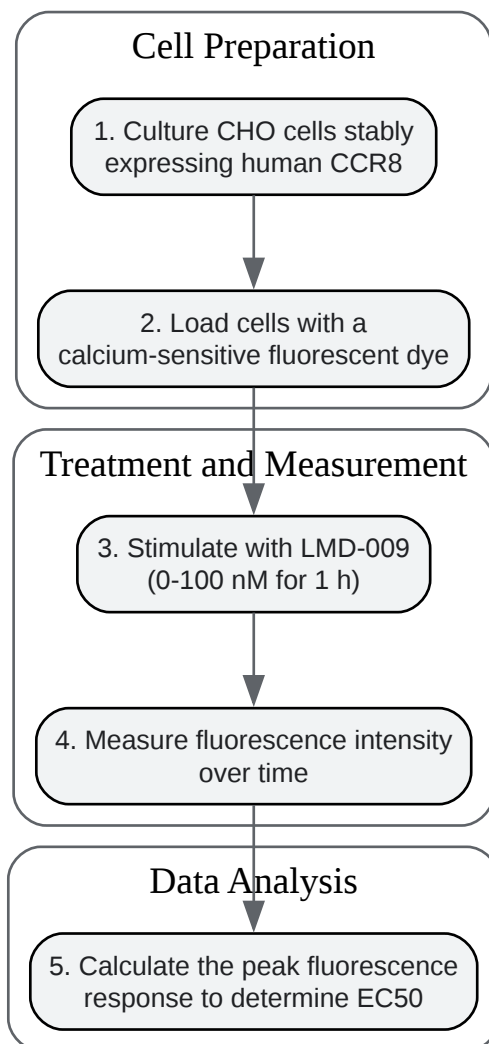 Cell Preparation
1. Culture CHO cells stably
expressing human CCR8
2. Load cells with a
calcium-sensitive fluorescent dye
Treatment and Measurement
3. Stimulate with LMD-009
(0-100 nM for 1 h)
4. Measure fluorescence intensity
over time
Data Analysis
5. Calculate the peak fluorescence
response to determine EC50